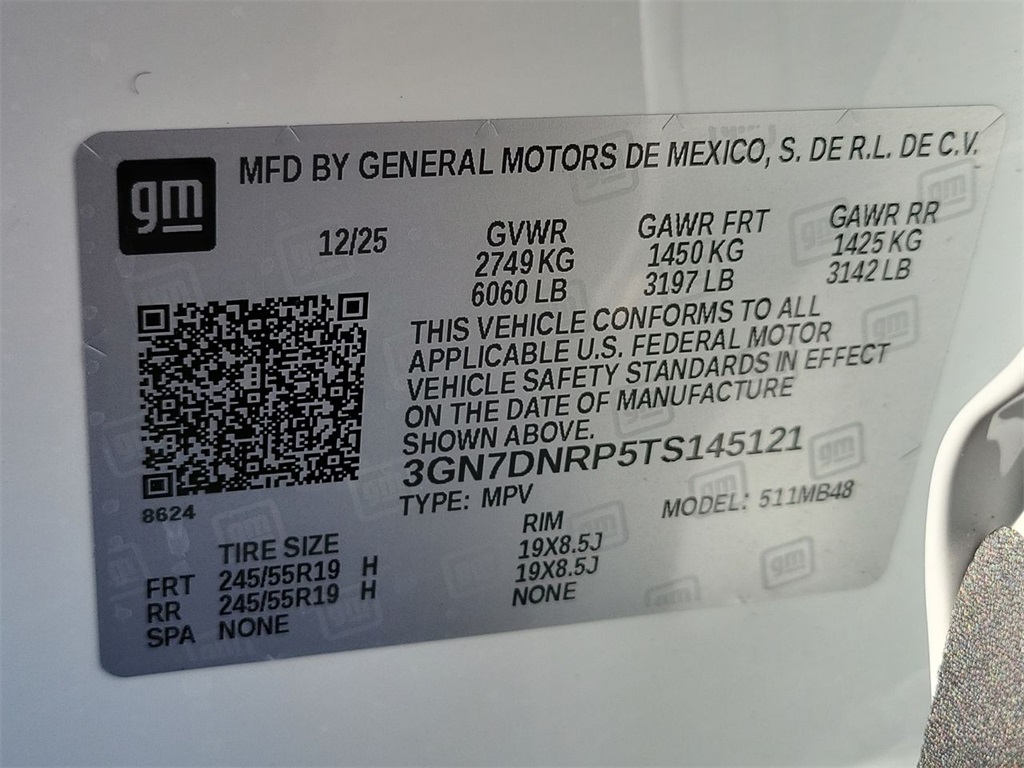 gm
MFD BY GENERAL MOTORS DE MEXICO, S. DE R.L. DE C.V.
12/25
GVWR
2749 KG
6060 LB
GAWR FRT
1450 KG
3197 LB
GAWR RR
1425 KG
3142 LB
THIS VEHICLE CONFORMS TO ALL
APPLICABLE U.S. FEDERAL MOTOR
VEHICLE SAFETY STANDARDS IN EFFECT
ON THE DATE OF MANUFACTURE
SHOWN ABOVE.
3GN7DNRP5TS145121
TYPE: MPV MODEL: 511MB48
8624
TIRE SIZE RIM
FRT 245/55R19 H 19X8.5J
RR 245/55R19 H 19X8.5J
SPA NONE NONE